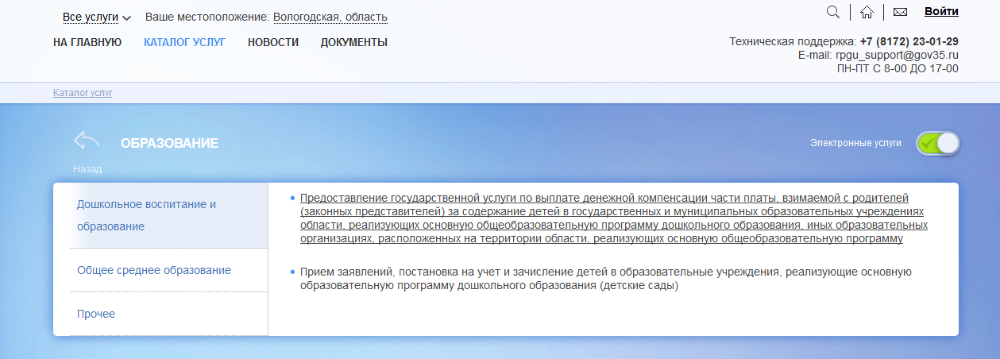 Все услуги Ваше местоположение: Вологодская, область
Войти
НА ГЛАВНУЮ КАТАЛОГ УСЛУГ НОВОСТИ ДОКУМЕНТЫ
Техническая поддержка: +7 (8172) 23-01-29
E-mail: rpgu_support@gov35.ru
ПН-ПТ С 8-00 ДО 17-00
Каталог услуг
ОБРАЗОВАНИЕ
Электронные услуги
Назад
Дошкольное воспитание и
образование
Общее среднее образование
Прочее
Предоставление государственной услуги по выплате денежной компенсации части платы, взимаемой с родителей
(законных представителей) за содержание детей в государственных и муниципальных образовательных учреждениях
области, реализующих основную общеобразовательную программу дошкольного образования, иных образовательных
организациях, расположенных на территории области, реализующих основную общеобразовательную программу
Прием заявлений, постановка на учет и зачисление детей в образовательные учреждения, реализующие основную
образовательную программу дошкольного образования (детские сады)